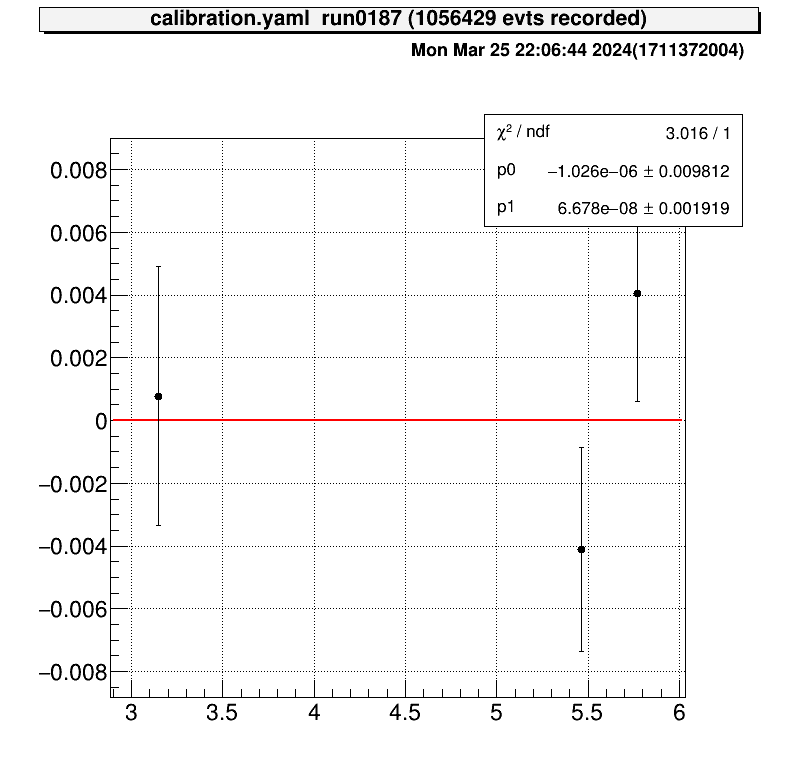 calibration.yaml run0187 (1056429 evts recorded)
Mon Mar 25 22:06:44 2024(1711372004)
χ² / ndf 3.016 / 1
p0 −1.026e−06 ± 0.009812
p1 6.678e−08 ± 0.001919
0.008
0.006
0.004
0.002
0
−0.002
−0.004
−0.006
−0.008
3 3.5 4 4.5 5 5.5 6